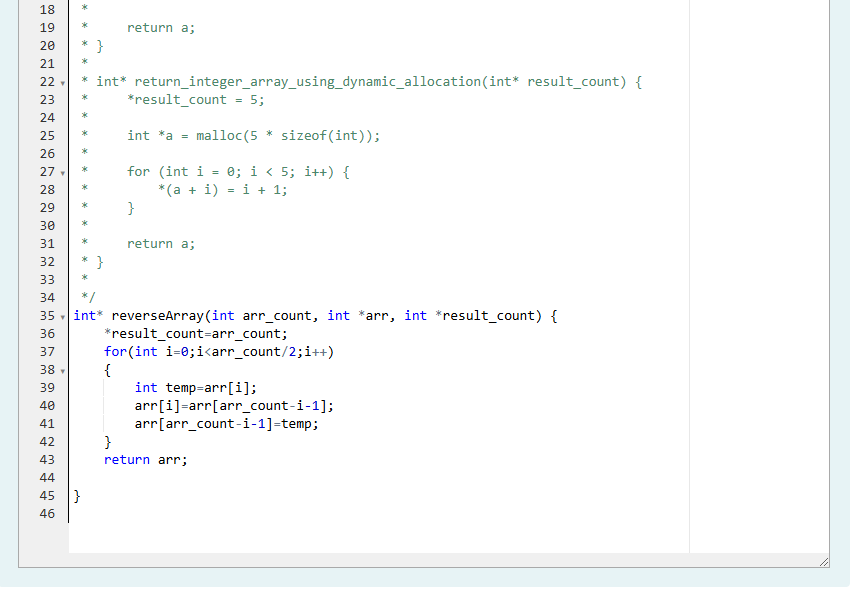 18 *
19 *     return a;
20 * }
21 *
22 * int* return_integer_array_using_dynamic_allocation(int* result_count) {
23 *     *result_count = 5;
24 *
25 *     int *a = malloc(5 * sizeof(int));
26 *
27 *     for (int i = 0; i < 5; i++) {
28 *         *(a + i) = i + 1;
29 *     }
30 *
31 *     return a;
32 * }
33 *
34 */
35 int* reverseArray(int arr_count, int *arr, int *result_count) {
36     *result_count=arr_count;
37     for(int i=0;i<arr_count/2;i++)
38     {
39         int temp=arr[i];
40         arr[i]=arr[arr_count-i-1];
41         arr[arr_count-i-1]=temp;
42     }
43     return arr;
44
45 }
46